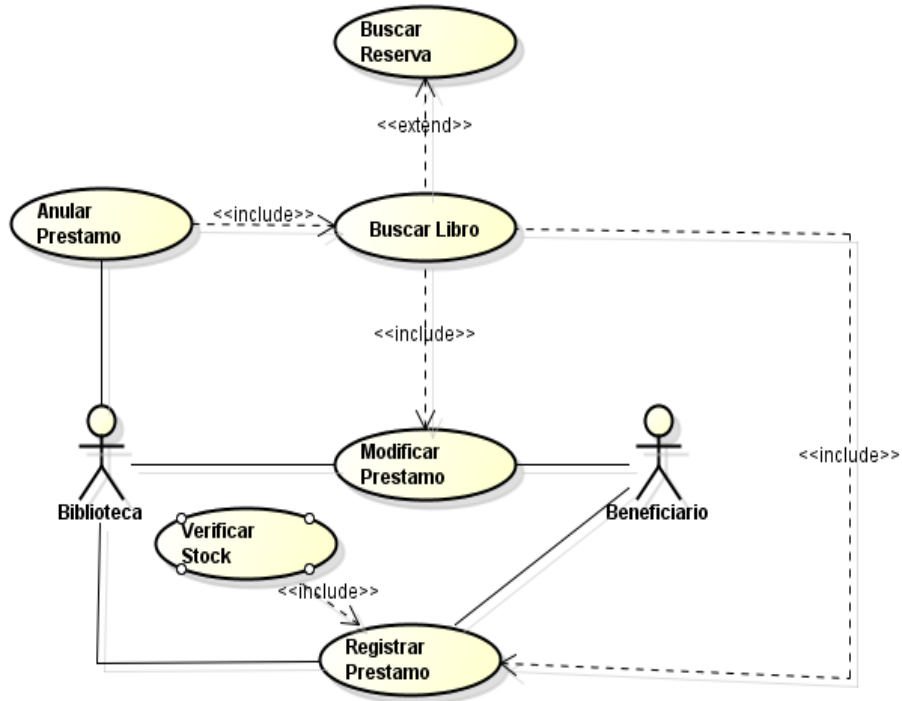 Buscar
Reserva
<<extend>>
Anular
Prestamo
<<include>>
Buscar Libro
<<include>>
Modificar
Prestamo
<<include>>
Biblioteca
Beneficiario
Verificar
Stock
<<include>>
Registrar
Prestamo